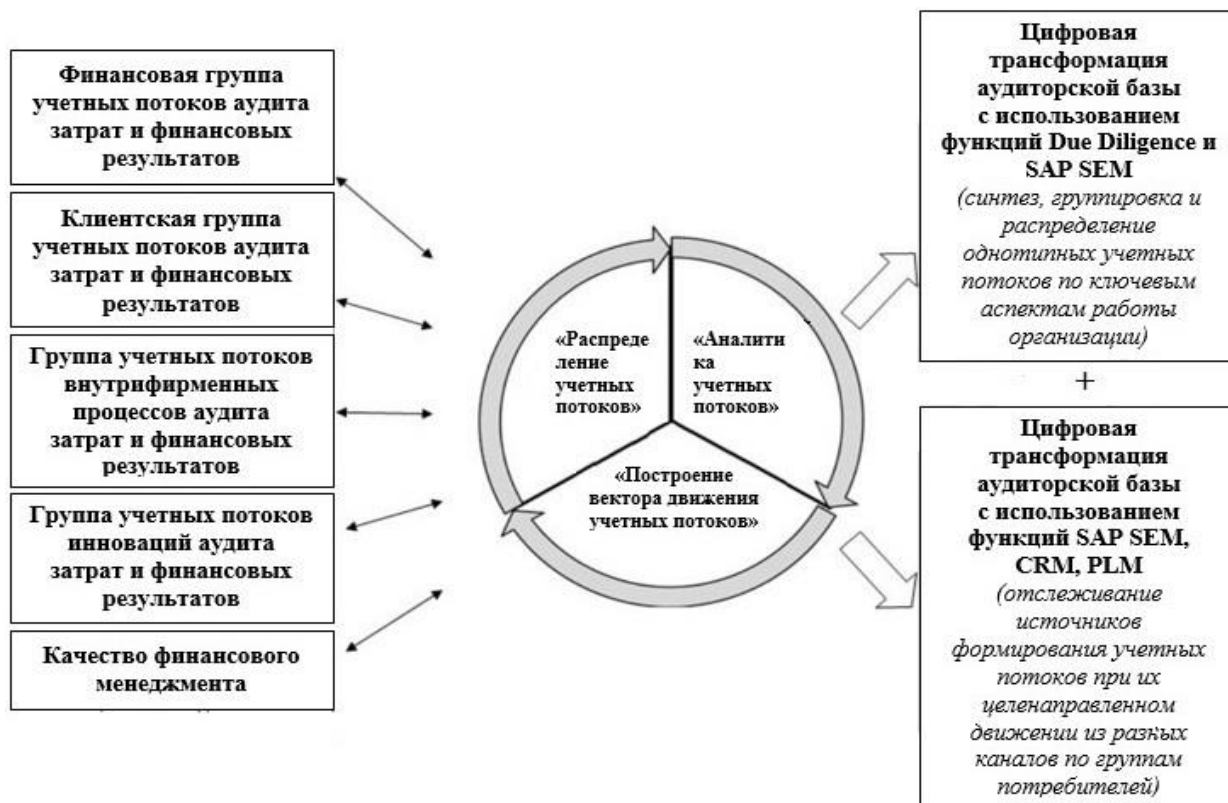 Финансовая группа
учетных потоков аудита
затрат и финансовых
результатов
Клиентская группа
учетных потоков аудита
затрат и финансовых
результатов
Группа учетных потоков
внутрифирменных
процессов аудита
затрат и финансовых
результатов
Группа учетных потоков
инноваций аудита
затрат и финансовых
результатов
Качество финансового
менеджмента
«Распреде
ление
учетных
потоков»
«Аналити
ка
учетных
потоков»
«Построение
вектора движения
учетных потоков»
Цифровая
трансформация
аудиторской базы
с использованием
функций Due Diligence и
SAP SEM
(синтез, группировка и
распределение
однотипных учетных
потоков по ключевым
аспектам работы
организации)
+
Цифровая
трансформация
аудиторской базы
с использованием
функций SAP SEM,
CRM, PLM
(отслеживание
источников
формирования учетных
потоков при их
целенаправленном
движении из разных
каналов по группам
потребителей)